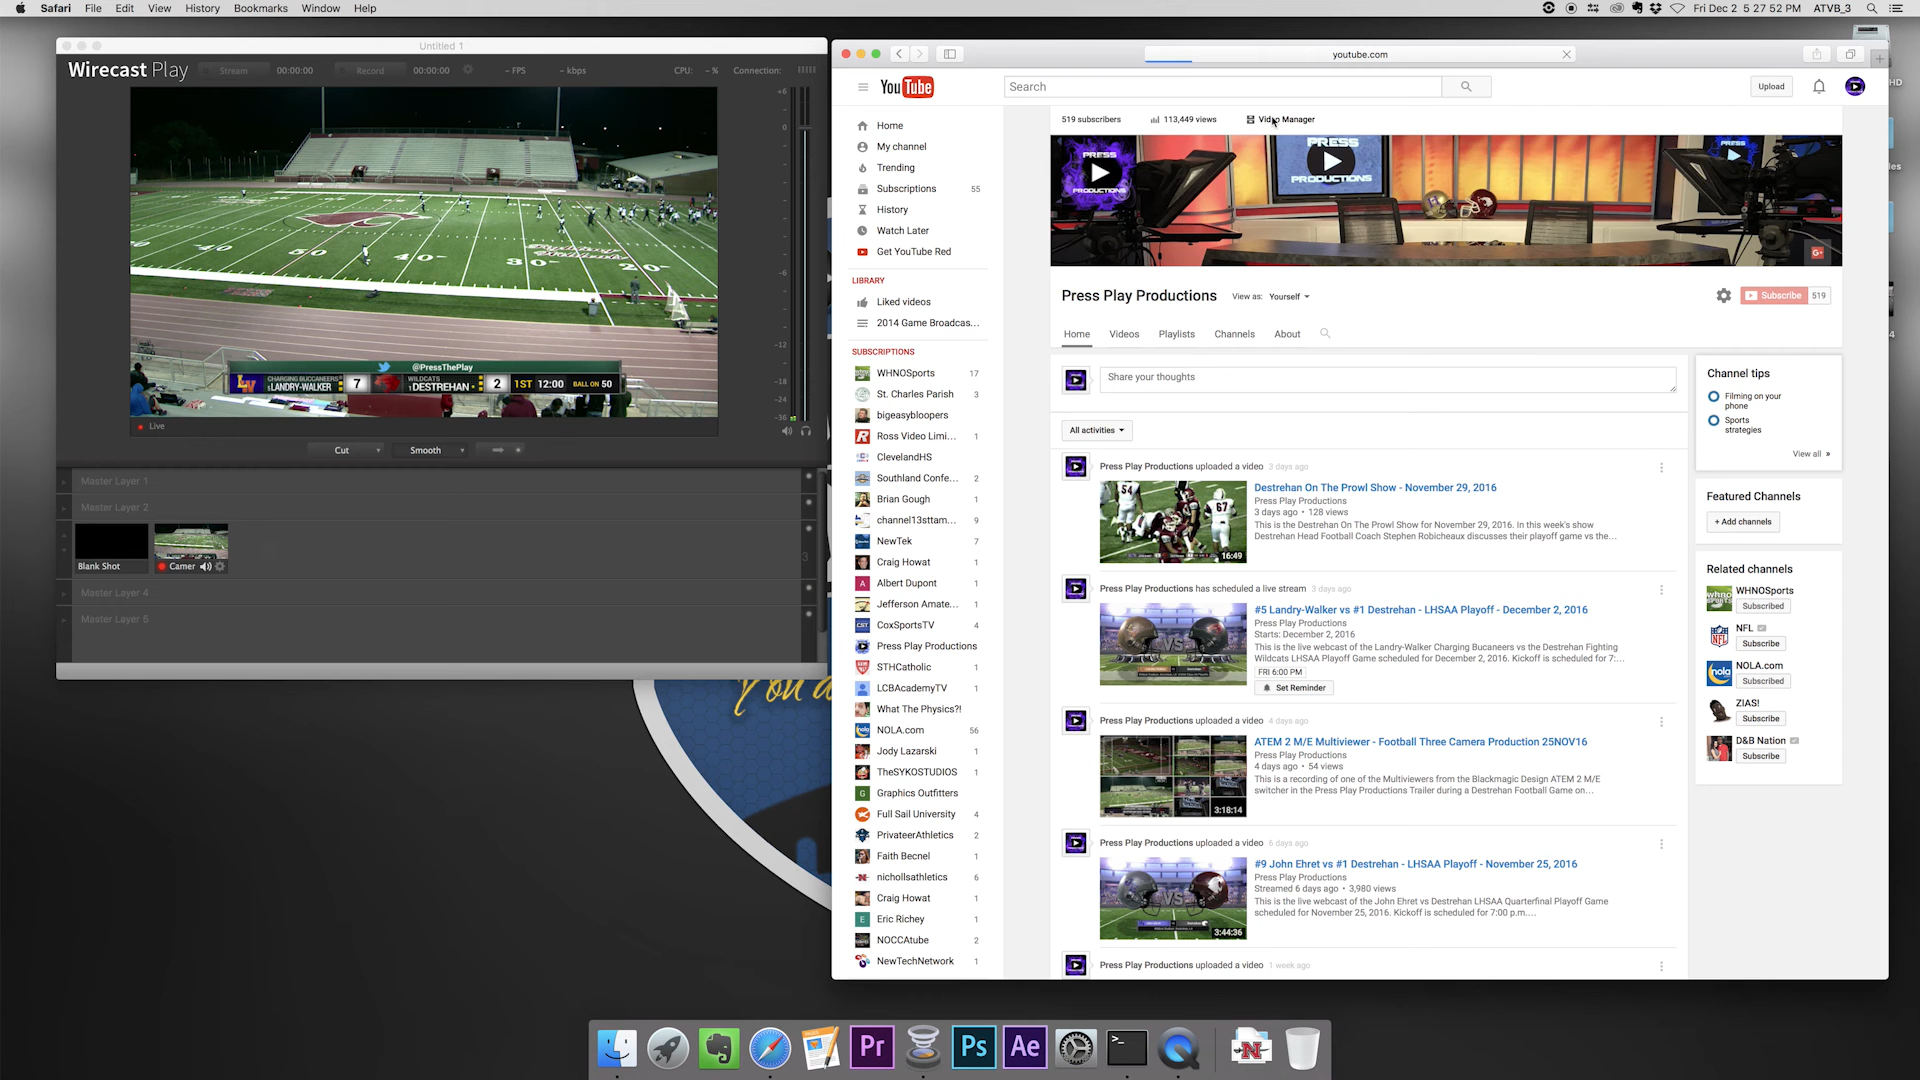 Safari File Edit View History Bookmarks Window Help
Fri Dec 2 5 27 52 PM ATVB_3
Untitled 1
Wirecast Play Stream 00:00:00 Record 00:00:00 – FPS – kbps CPU: – % Connection:
+6
0
-6
-12
-18
-24
-36
@PressThePlay
LV CHARGING BUCCANEERS LANDRY-WALKER 7 WILDCATS DESTREHAN 2 1ST 12:00 BALL ON 50
Live
Cut Smooth
Master Layer 1
Master Layer 2
3
Blank Shot Camer
Master Layer 4
Master Layer 5
youtube.com
YouTube
Search
Upload
Home
My channel
Trending
Subscriptions 55
History
Watch Later
Get YouTube Red
LIBRARY
Liked videos
2014 Game Broadcas...
SUBSCRIPTIONS
WHNOSports 17
St. Charles Parish 3
bigeasybloopers
Ross Video Limi... 1
ClevelandHS
Southland Confe... 2
Brian Gough 1
channel13sttam... 9
NewTek 7
Craig Howat 1
Albert Dupont 1
Jefferson Amate... 1
CoxSportsTV 4
Press Play Productions
STHCatholic 1
LCBAcademyTV 1
What The Physics?!
NOLA.com 56
Jody Lazarski 1
TheSYKOSTUDIOS 1
Graphics Outfitters
Full Sail University 4
PrivateerAthletics 2
Faith Becnel 1
nichollsathletics 6
Craig Howat 1
Eric Richey 1
NOCCAtube 2
NewTechNetwork 1
519 subscribers 113,449 views Video Manager
PRESS PRODUCTIONS
PRESS PRODUCTIONS
PRESS
Press Play Productions View as: Yourself
Subscribe 519
Home Videos Playlists Channels About
Share your thoughts
All activities
Press Play Productions uploaded a video 3 days ago
Destrehan On The Prowl Show - November 29, 2016
Press Play Productions
3 days ago • 128 views
This is the Destrehan On The Prowl Show for November 29, 2016. In this week's show
Destrehan Head Football Coach Stephen Robicheaux discusses their playoff game vs the...
16:49
Press Play Productions has scheduled a live stream 3 days ago
#5 Landry-Walker vs #1 Destrehan - LHSAA Playoff - December 2, 2016
Press Play Productions
Starts: December 2, 2016
This is the live webcast of the Landry-Walker Charging Bucaneers vs the Destrehan Fighting
Wildcats LHSAA Playoff Game scheduled for December 2, 2016. Kickoff is scheduled for 7:...
FRI 6:00 PM
Set Reminder
Press Play Productions uploaded a video 4 days ago
ATEM 2 M/E Multiviewer - Football Three Camera Production 25NOV16
Press Play Productions
4 days ago • 54 views
This is a recording of one of the Multiviewers from the Blackmagic Design ATEM 2 M/E
switcher in the Press Play Productions Trailer during a Destrehan Football Game on...
3:18:14
Press Play Productions uploaded a video 6 days ago
#9 John Ehret vs #1 Destrehan - LHSAA Playoff - November 25, 2016
Press Play Productions
Streamed 6 days ago • 3,980 views
This is the live webcast of the John Ehret vs Destrehan LHSAA Quarterfinal Playoff Game
scheduled for November 25, 2016. Kickoff is scheduled for 7:00 p.m....
3:44:36
Press Play Productions uploaded a video 1 week ago
Channel tips
Filming on your
phone
Sports
strategies
View all »
Featured Channels
+ Add channels
Related channels
WHNOSports
Subscribed
NFL
Subscribe
NOLA.com
Subscribed
ZIAS!
Subscribe
D&B Nation
Subscribe
Pr Ps Ae